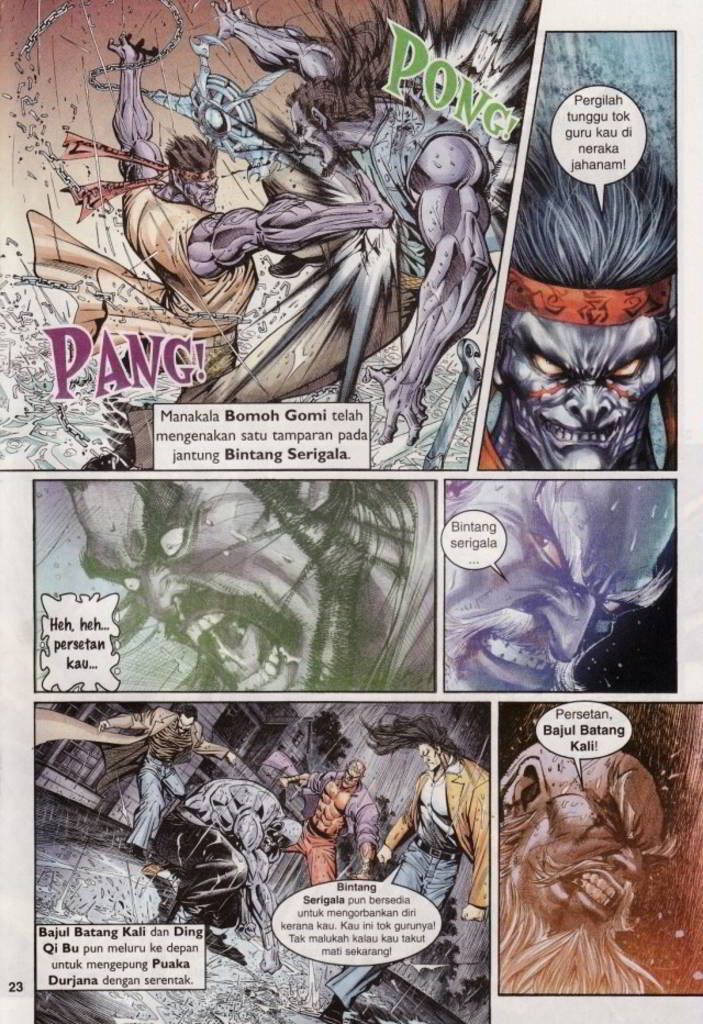 PONG!
Pergilah
tunggu tok
guru kau di
neraka
jahanam!
PANG!
Manakala Bomoh Gomi telah
mengenakan satu tamparan pada
jantung Bintang Serigala.
Heh, heh...
persetan
kau...
Bintang
serigala
...
Bajul Batang Kali dan Ding
Qi Bu pun meluru ke depan
untuk mengepung Puaka
Durjana dengan serentak.
Bintang
Serigala pun bersedia
untuk mengorbankan diri
kerana kau. Kau ini tok gurunya!
Tak malukah kalau kau takut
mati sekarang!
Persetan,
Bajul Batang
Kali!
23